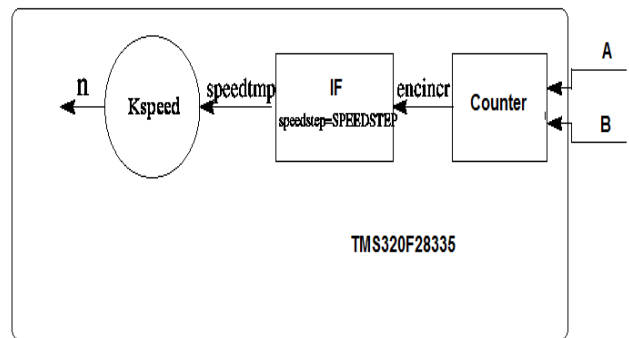 n
Kspeed
speedtmp
IF
speedstep=SPEEDSTEP
encincr
Counter
A
B
TMS320F28335